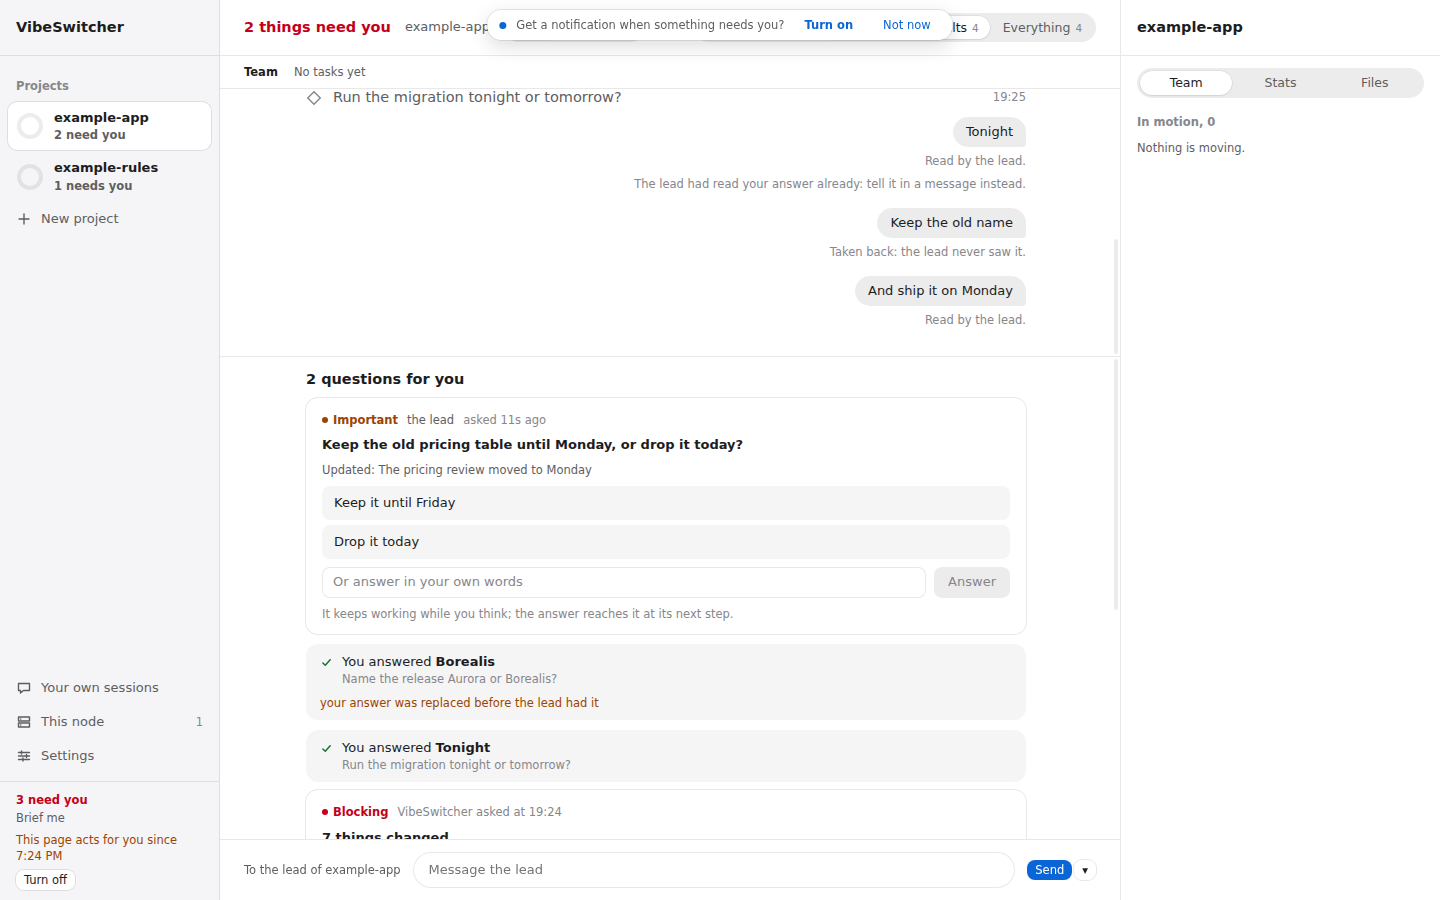 VibeSwitcher
Projects
example-app
2 need you
example-rules
1 needs you
New project
Your own sessions
This node 1
Settings
3 need you
Brief me
This page acts for you since
7:24 PM
Turn off
2 things need you example-app
Get a notification when something needs you? Turn on Not now
4 Everything 4
Team No tasks yet
Run the migration tonight or tomorrow? 19:25
Tonight
Read by the lead.
The lead had read your answer already: tell it in a message instead.
Keep the old name
Taken back: the lead never saw it.
And ship it on Monday
Read by the lead.
2 questions for you
Important the lead asked 11s ago
Keep the old pricing table until Monday, or drop it today?
Updated: The pricing review moved to Monday
Keep it until Friday
Drop it today
Or answer in your own words Answer
It keeps working while you think; the answer reaches it at its next step.
You answered Borealis
Name the release Aurora or Borealis?
your answer was replaced before the lead had it
You answered Tonight
Run the migration tonight or tomorrow?
Blocking VibeSwitcher asked at 19:24
7 things changed
To the lead of example-app Message the lead Send
example-app
Team Stats Files
In motion, 0
Nothing is moving.